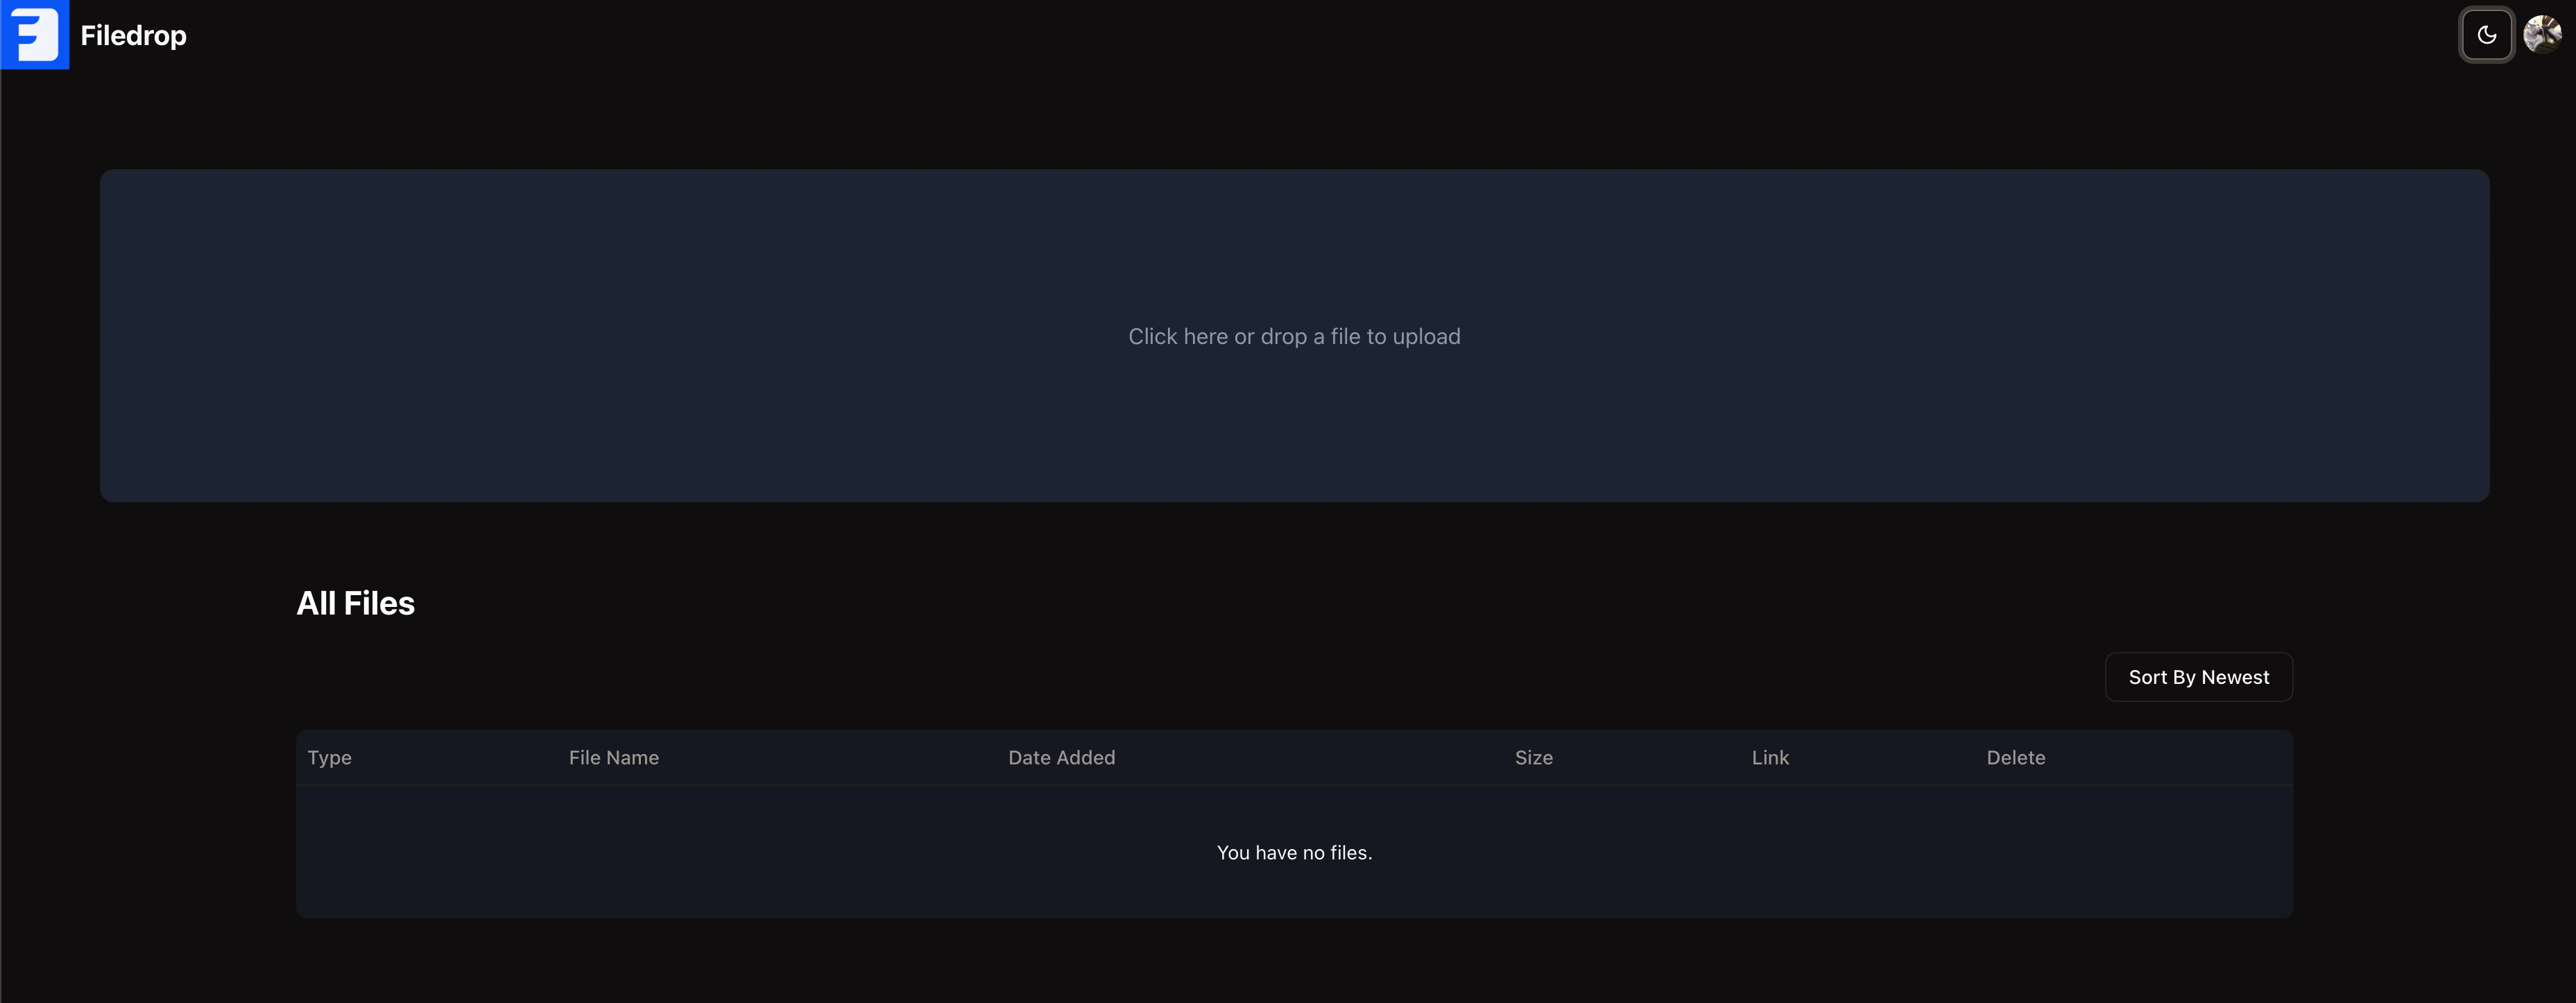 Filedrop
Click here or drop a file to upload
All Files
Sort By Newest
Type File Name Date Added Size Link Delete
You have no files.